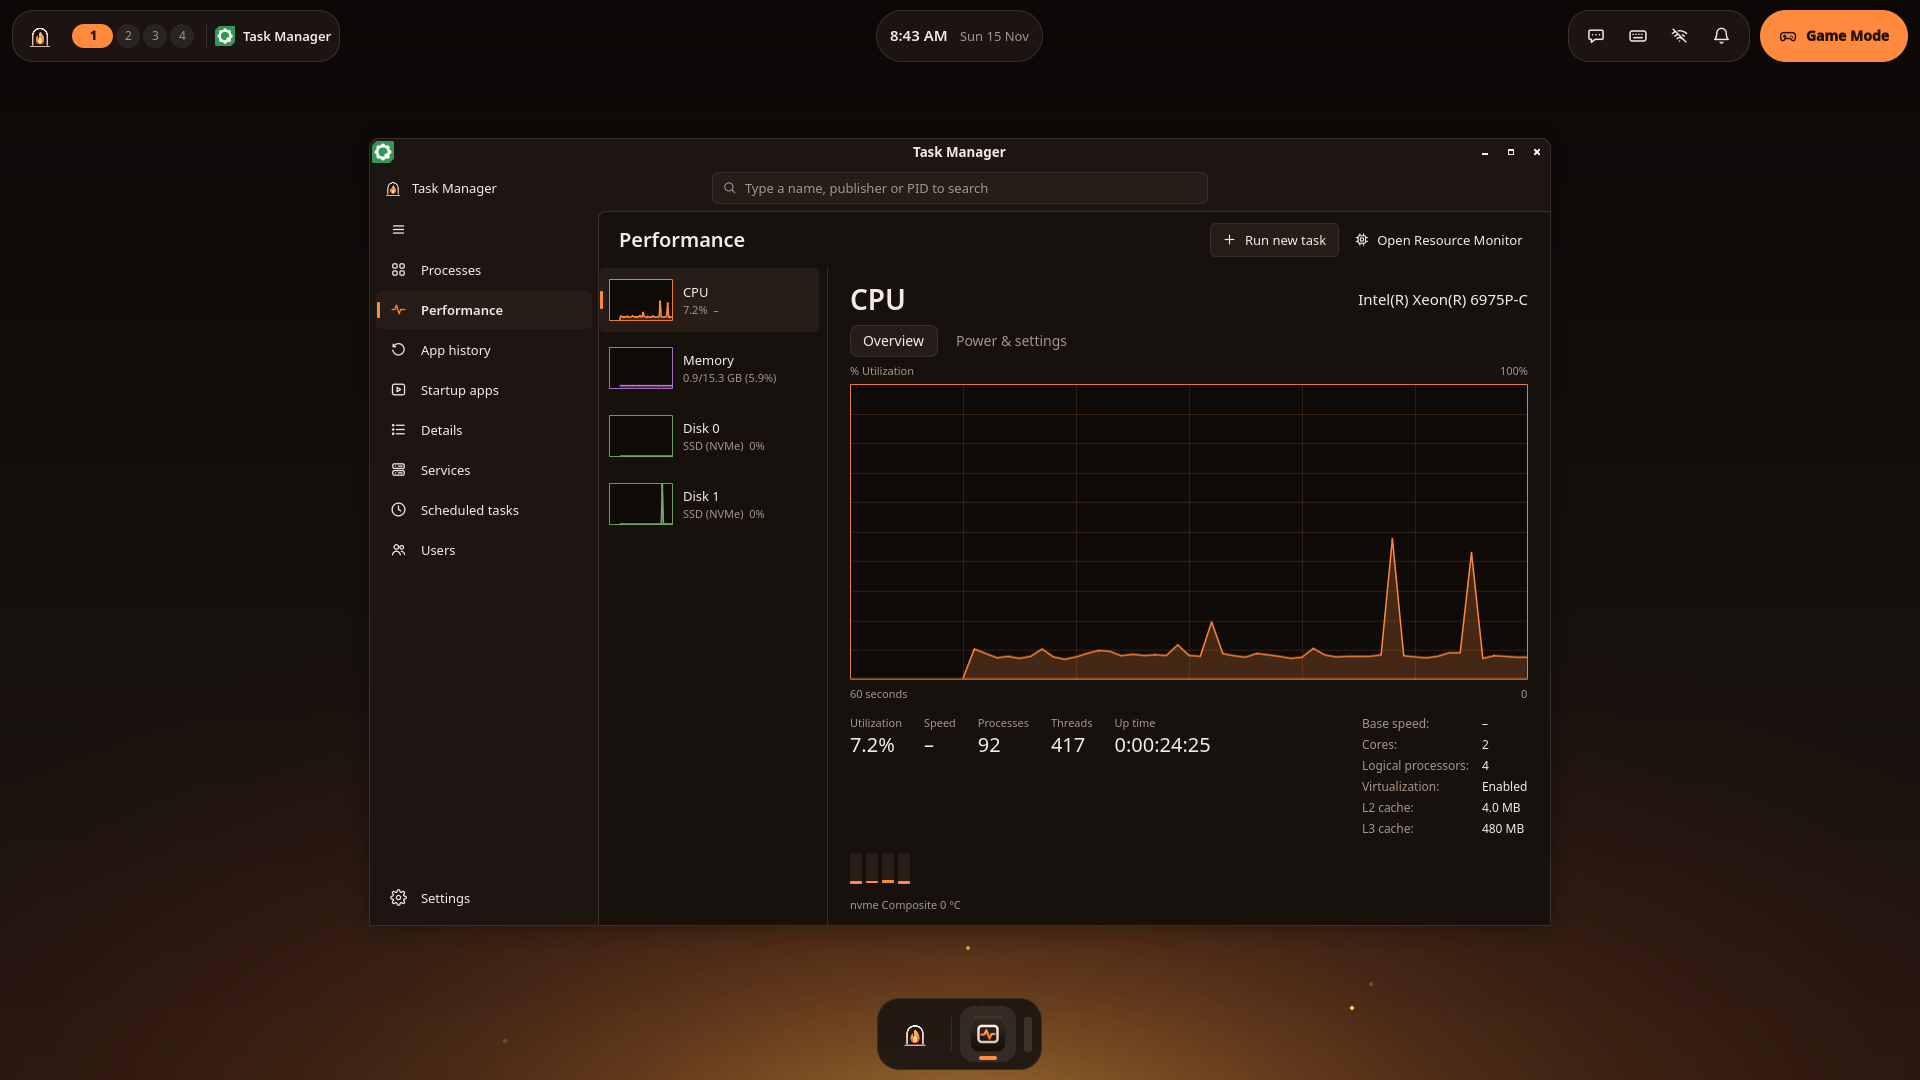 1
2
3
4
Task Manager
8:43 AM Sun 15 Nov
Game Mode
Task Manager
Task Manager
Type a name, publisher or PID to search
Processes
Performance
App history
Startup apps
Details
Services
Scheduled tasks
Users
Settings
Performance
Run new task
Open Resource Monitor
CPU
7.2% –
Memory
0.9/15.3 GB (5.9%)
Disk 0
SSD (NVMe) 0%
Disk 1
SSD (NVMe) 0%
CPU
Intel(R) Xeon(R) 6975P-C
Overview
Power & settings
% Utilization
100%
60 seconds
0
Utilization
7.2%
Speed
–
Processes
92
Threads
417
Up time
0:00:24:25
Base speed: –
Cores: 2
Logical processors: 4
Virtualization: Enabled
L2 cache: 4.0 MB
L3 cache: 480 MB
nvme Composite 0 °C